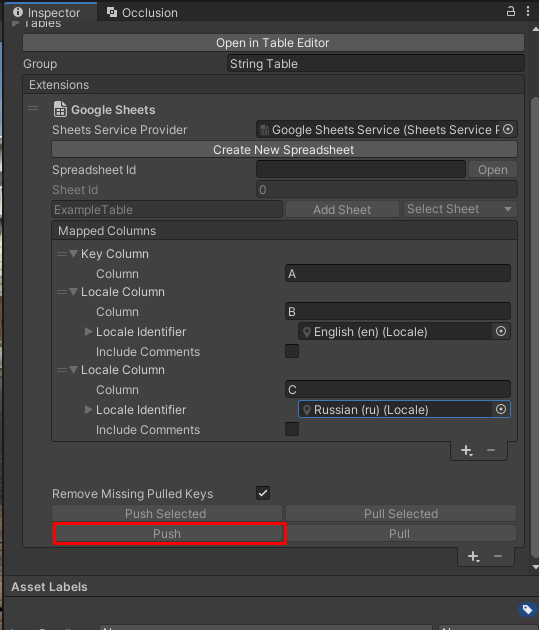 Inspector Occlusion
Tables
Open in Table Editor
Group String Table
Extensions
Google Sheets
Sheets Service Provider Google Sheets Service (Sheets Service P
Create New Spreadsheet
Spreadsheet Id Open
Sheet Id 0
ExampleTable Add Sheet Select Sheet
Mapped Columns
Key Column
Column A
Locale Column
Column B
Locale Identifier English (en) (Locale)
Include Comments
Locale Column
Column C
Locale Identifier Russian (ru) (Locale)
Include Comments
Remove Missing Pulled Keys
Push Selected Pull Selected
Push Pull
Asset Labels